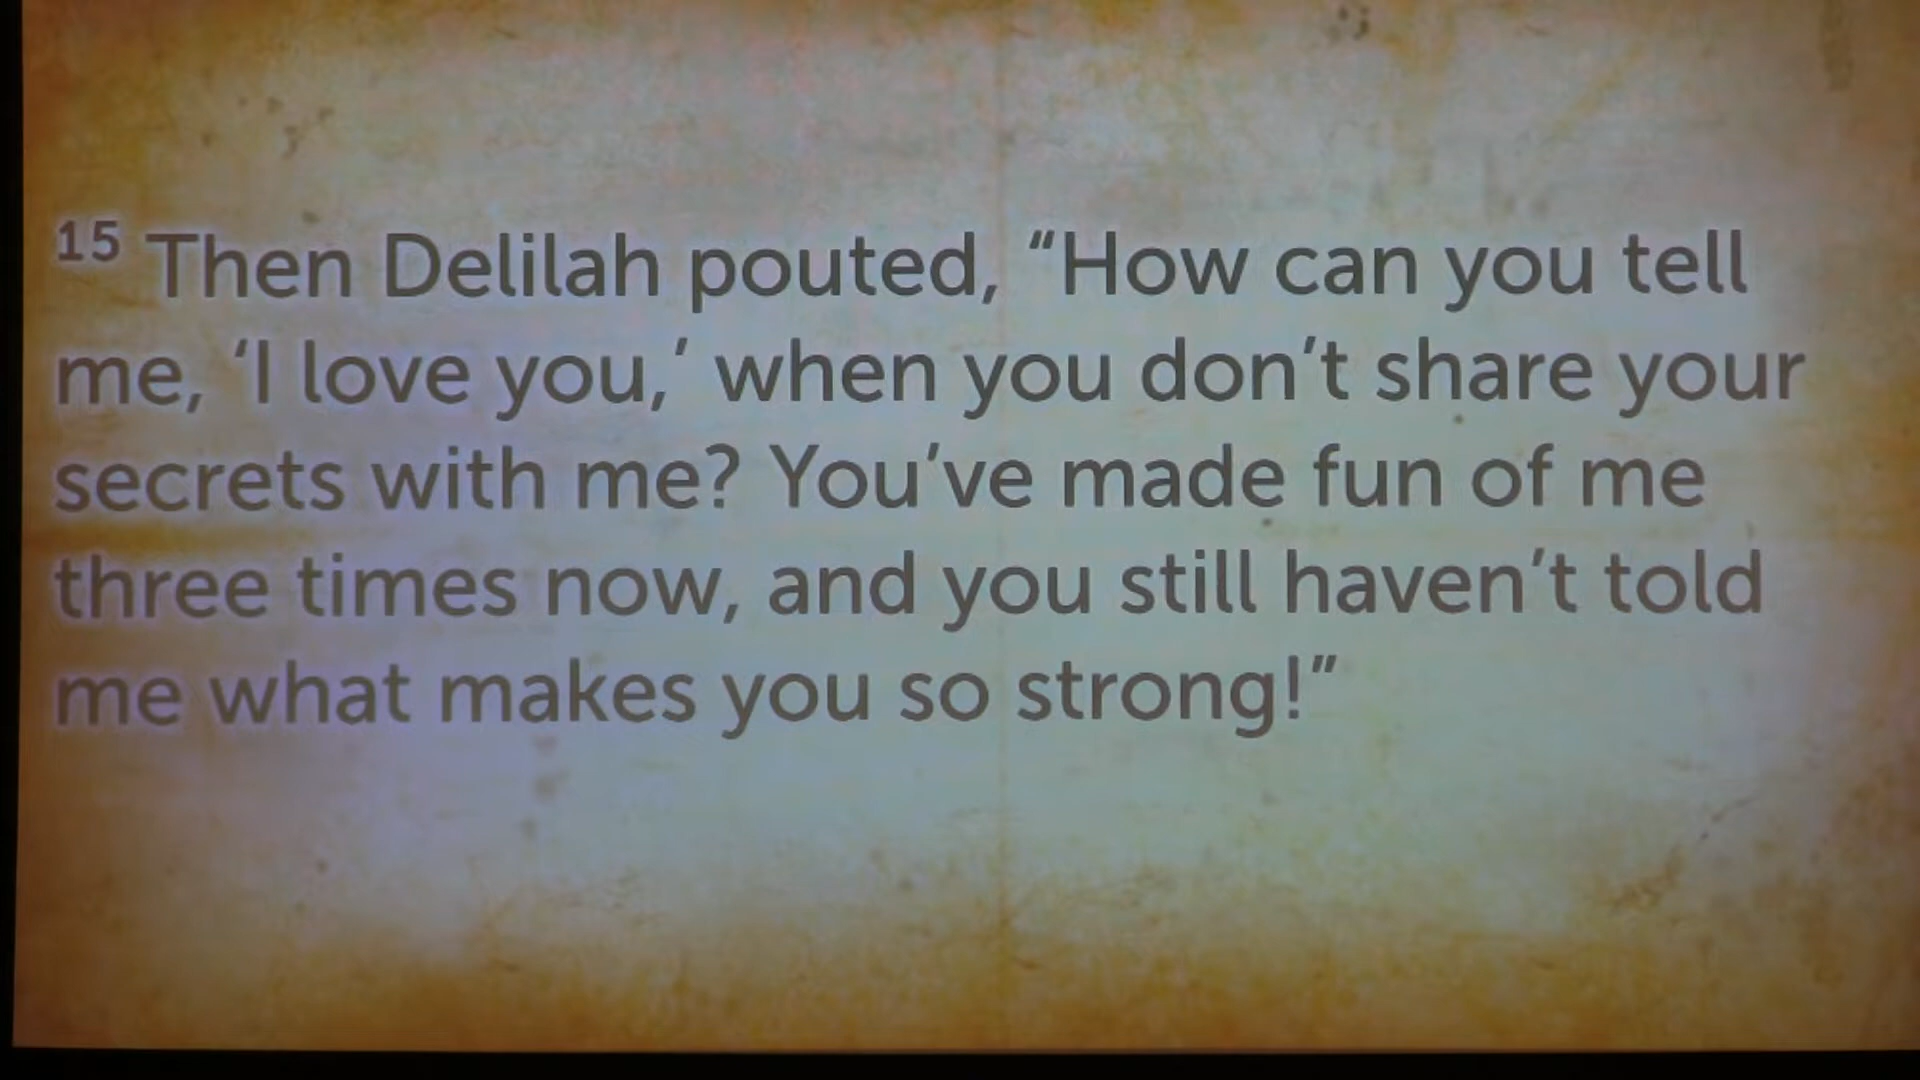 15 Then Delilah pouted, “How can you tell
me, ‘I love you,’ when you don’t share your
secrets with me? You’ve made fun of me
three times now, and you still haven’t told
me what makes you so strong!”